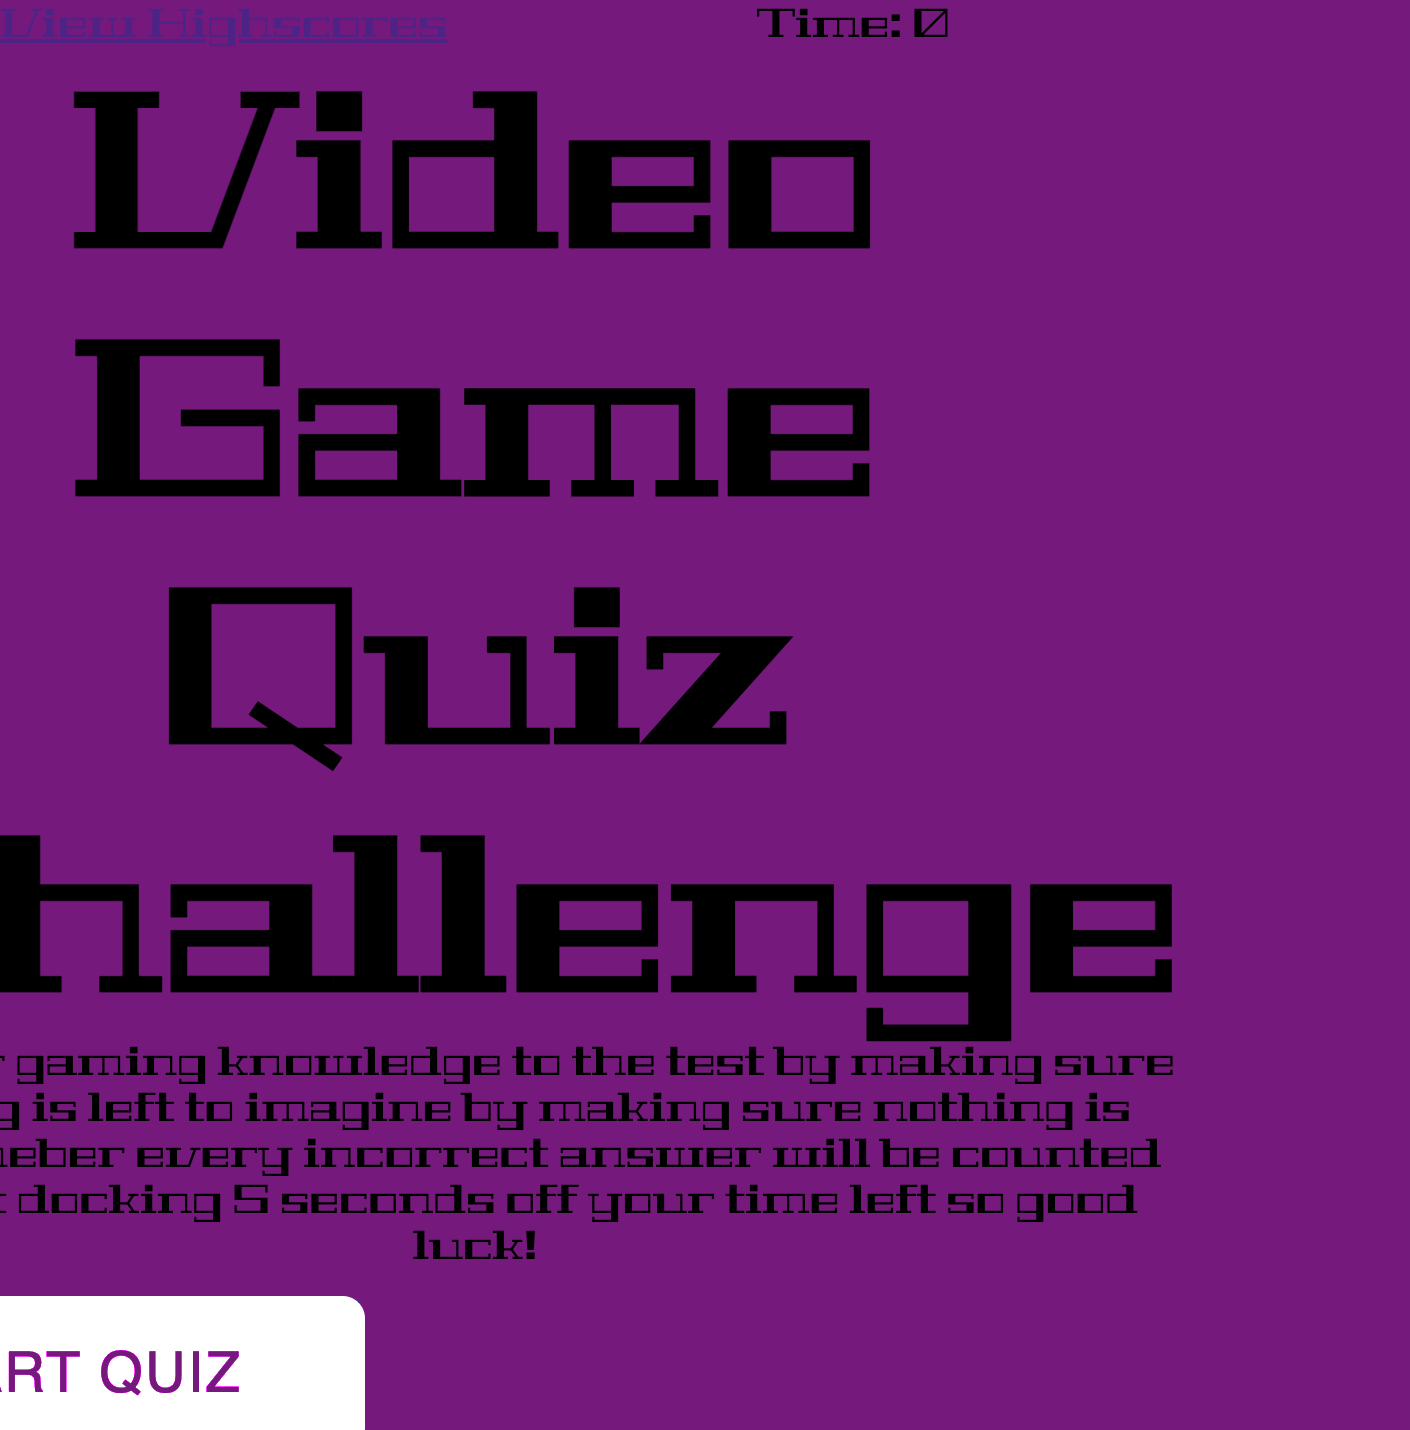 View Highscores Time: 0
Video
Game
Quiz
hallenge
gaming knowledge to the test by making sure
is left to imagine by making sure nothing is
every incorrect answer will be counted
docking 5 seconds off your time left so good
luck!
QUIZ